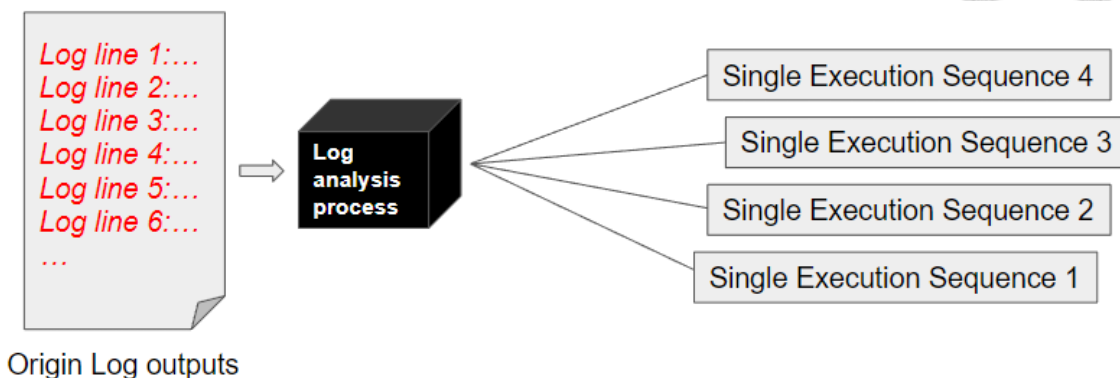 Log line 1:...
Log line 2:...
Log line 3:...
Log line 4:...
Log line 5:...
Log line 6:...
...
Origin Log outputs
Log
analysis
process
Single Execution Sequence 4
Single Execution Sequence 3
Single Execution Sequence 2
Single Execution Sequence 1